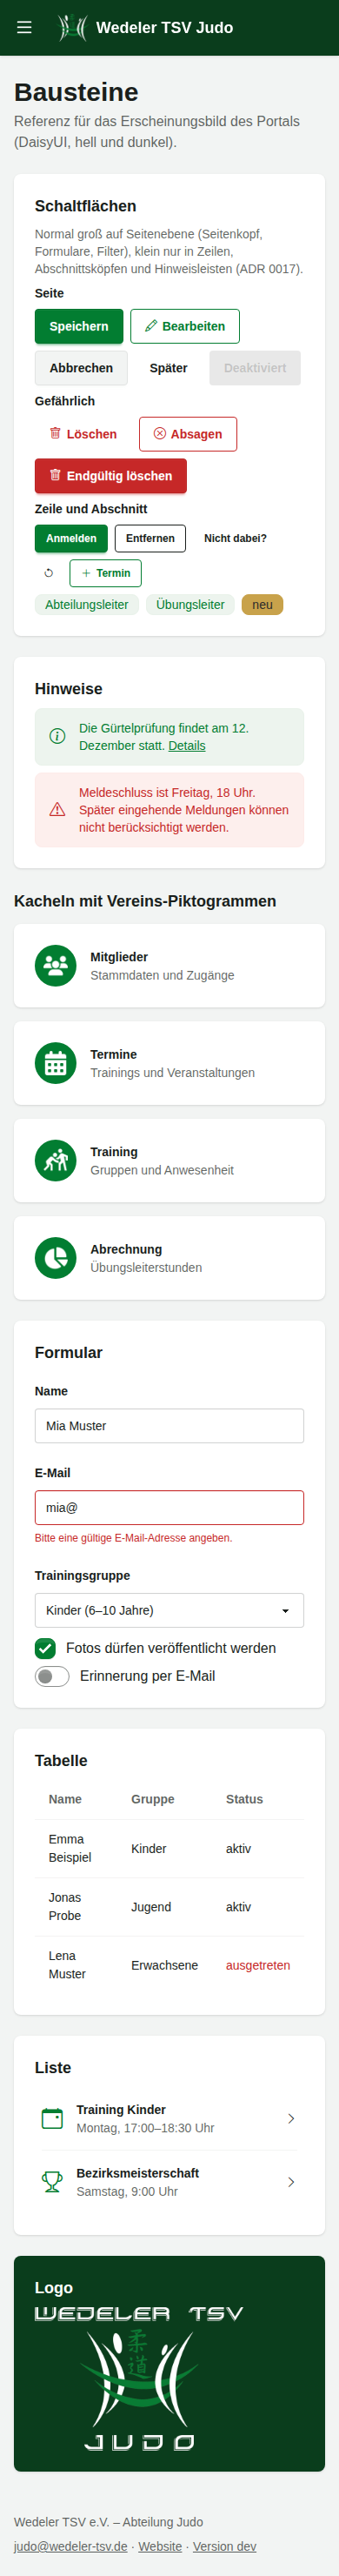 Wedeler TSV Judo
Bausteine
Referenz für das Erscheinungsbild des Portals
(DaisyUI, hell und dunkel).
Schaltflächen
Normal groß auf Seitenebene (Seitenkopf,
Formulare, Filter), klein nur in Zeilen,
Abschnittsköpfen und Hinweisleisten (ADR 0017).
Seite
Speichern Bearbeiten
Abbrechen Später Deaktiviert
Gefährlich
Löschen Absagen
Endgültig löschen
Zeile und Abschnitt
Anmelden Entfernen Nicht dabei?
Termin
Abteilungsleiter Übungsleiter neu
Hinweise
Die Gürtelprüfung findet am 12.
Dezember statt. Details
Meldeschluss ist Freitag, 18 Uhr.
Später eingehende Meldungen können
nicht berücksichtigt werden.
Kacheln mit Vereins-Piktogrammen
Mitglieder
Stammdaten und Zugänge
Termine
Trainings und Veranstaltungen
Training
Gruppen und Anwesenheit
Abrechnung
Übungsleiterstunden
Formular
Name
Mia Muster
E-Mail
mia@
Bitte eine gültige E-Mail-Adresse angeben.
Trainingsgruppe
Kinder (6–10 Jahre)
Fotos dürfen veröffentlicht werden
Erinnerung per E-Mail
Tabelle
Name Gruppe Status
Emma
Beispiel Kinder aktiv
Jonas
Probe Jugend aktiv
Lena
Muster Erwachsene ausgetreten
Liste
Training Kinder
Montag, 17:00–18:30 Uhr
Bezirksmeisterschaft
Samstag, 9:00 Uhr
Logo
WEDELER TSV
柔
道
JUDO
Wedeler TSV e.V. – Abteilung Judo
judo@wedeler-tsv.de · Website · Version dev